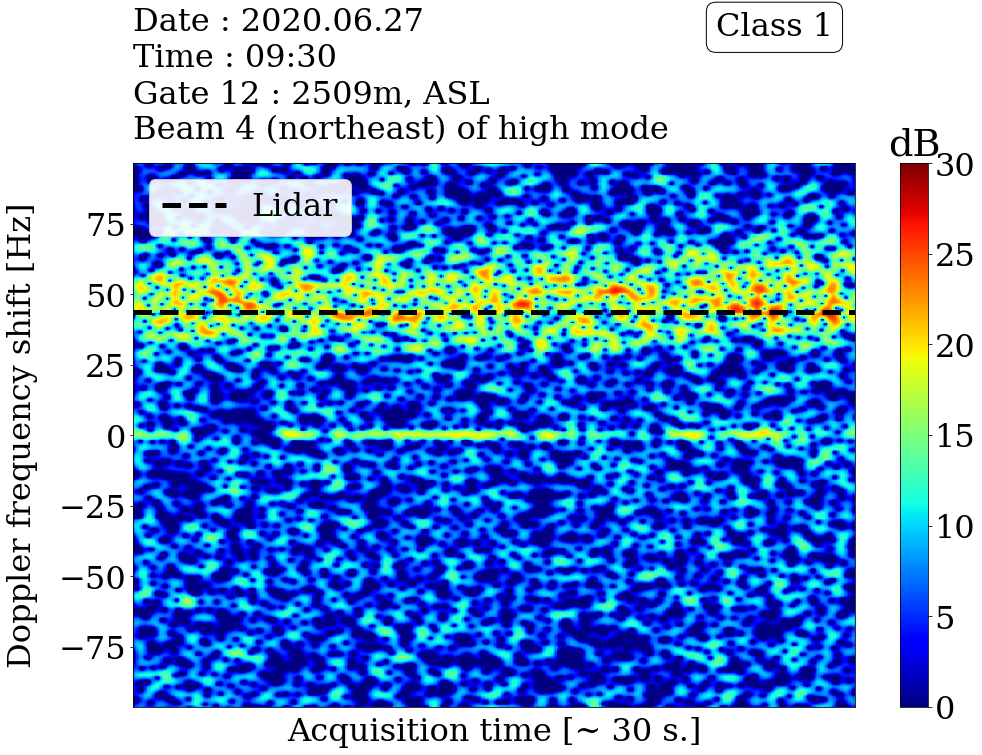 Date : 2020.06.27
Class 1
Time : 09:30
Gate 12 : 2509m, ASL
Beam 4 (northeast) of high mode
dB
Lidar
Doppler frequency shift [Hz]
75
50
25
0
−25
−50
−75
30
25
20
15
10
5
0
Acquisition time [~ 30 s.]